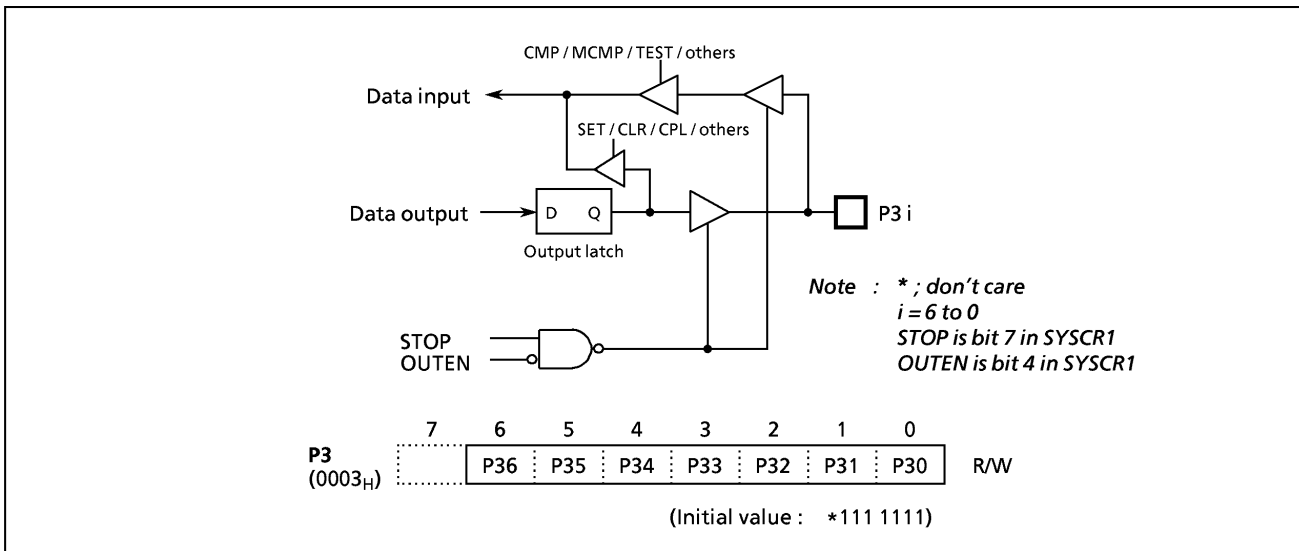 CMP / MCMP / TEST / others
Data input
SET / CLR / CPL / others
Data output
D Q
P3 i
Output latch
Note : * ; don't care
i = 6 to 0
STOP is bit 7 in SYSCR1
OUTEN is bit 4 in SYSCR1
STOP
OUTEN
7 6 5 4 3 2 1 0
P3
(0003H)
P36 P35 P34 P33 P32 P31 P30 R/W
(Initial value : *111 1111)